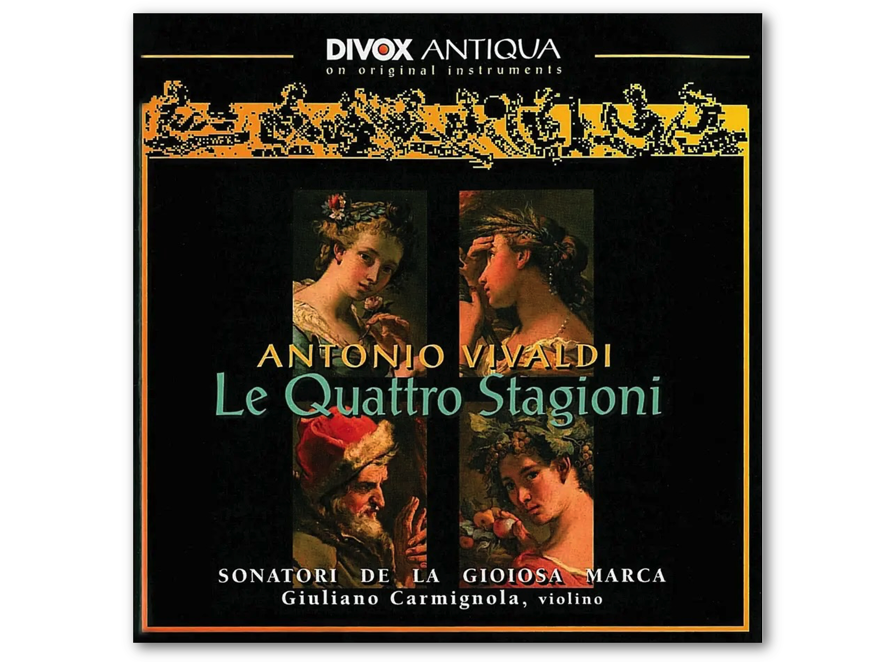 DIVOX ANTIQUA
on original instruments
ANTONIO VIVALDI
Le Quattro Stagioni
SONATORI DE LA GIOIOSA MARCA
Giuliano Carmignola, violino